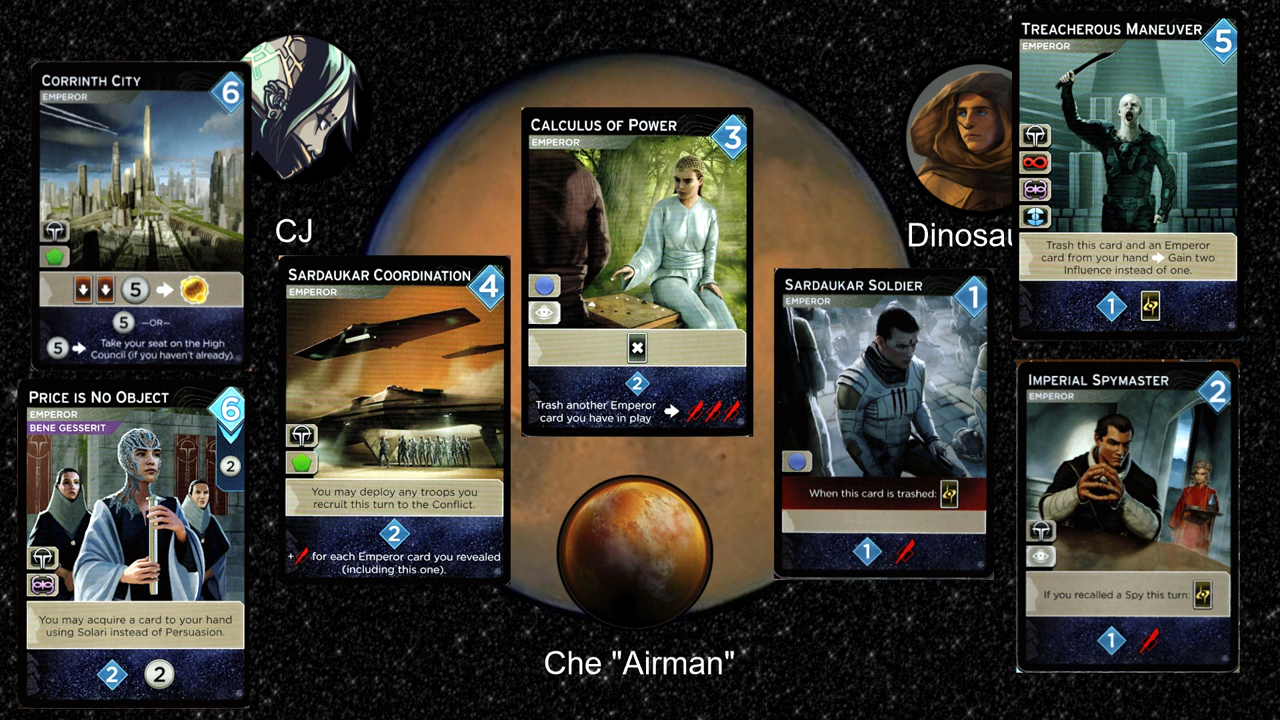 CORRINTH CITY
6
EMPEROR
5
5
—OR—
5
Take your seat on the High
Council (if you haven't already).
PRICE IS NO OBJECT
6
EMPEROR
BENE GESSERIT
2
You may acquire a card to your hand
using Solari instead of Persuasion.
2
2
CJ
SARDAUKAR COORDINATION
4
EMPEROR
You may deploy any troops you
recruit this turn to the Conflict.
2
+ for each Emperor card you revealed
(including this one).
CALCULUS OF POWER
3
EMPEROR
2
Trash another Emperor
card you have in play
Che "Airman"
SARDAUKAR SOLDIER
1
EMPEROR
When this card is trashed:
1
Dinosau
TREACHEROUS MANEUVER
5
EMPEROR
Trash this card and an Emperor
card from your hand Gain two
Influence instead of one.
1
IMPERIAL SPYMASTER
2
EMPEROR
If you recalled a Spy this turn:
1